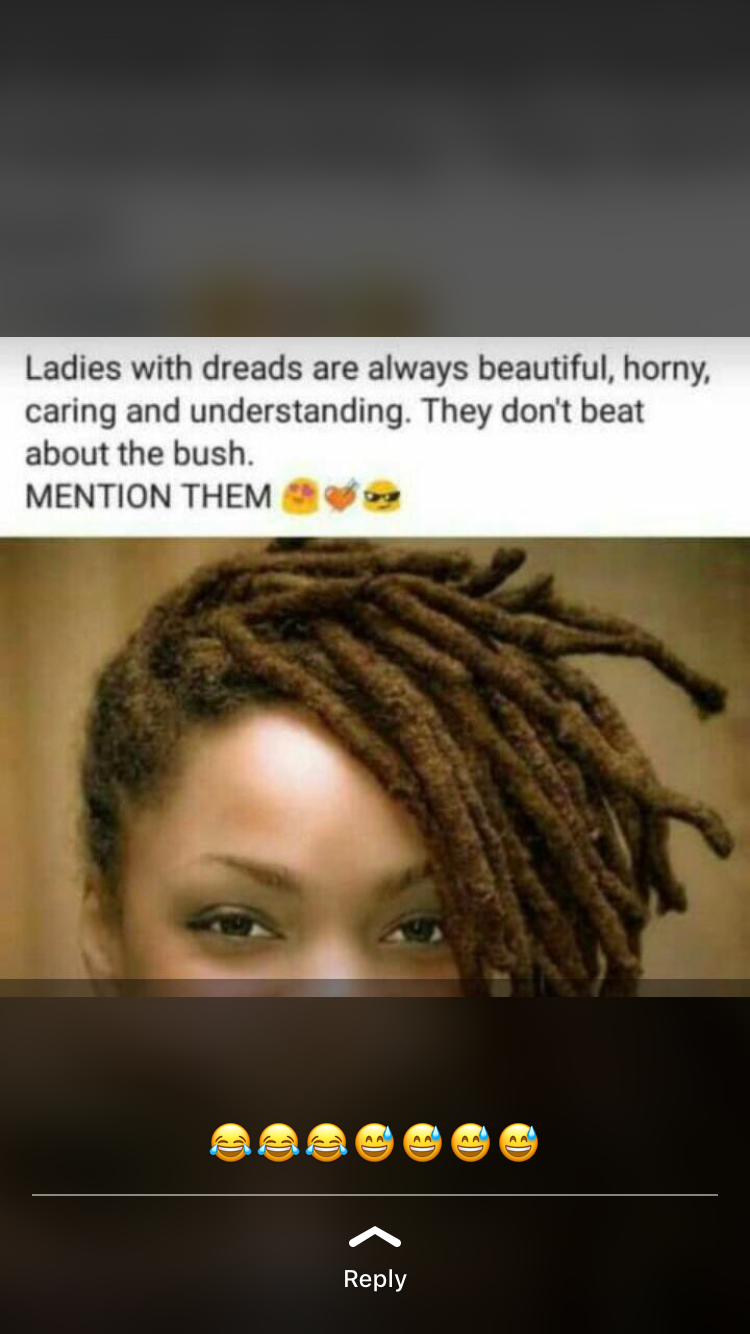 Ladies with dreads are always beautiful, horny,
caring and understanding. They don't beat
about the bush.
MENTION THEM 😍💘😎
😂😂😂😅😅😅😅
Reply